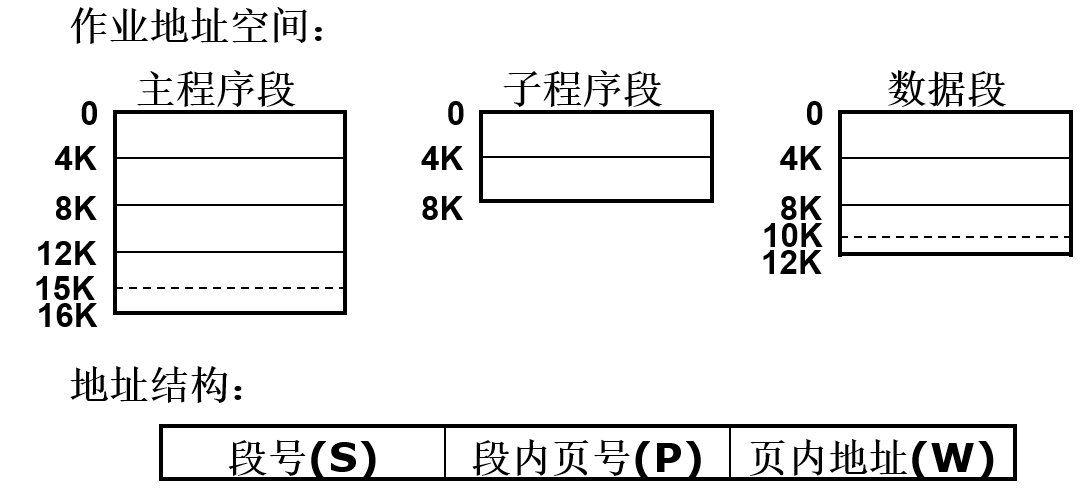 作业地址空间：
主程序段 子程序段 数据段
0 0 0
4K 4K 4K
8K 8K 8K
10K
12K 12K
15K
16K
地址结构：
段号(S) 段内页号(P) 页内地址(W)